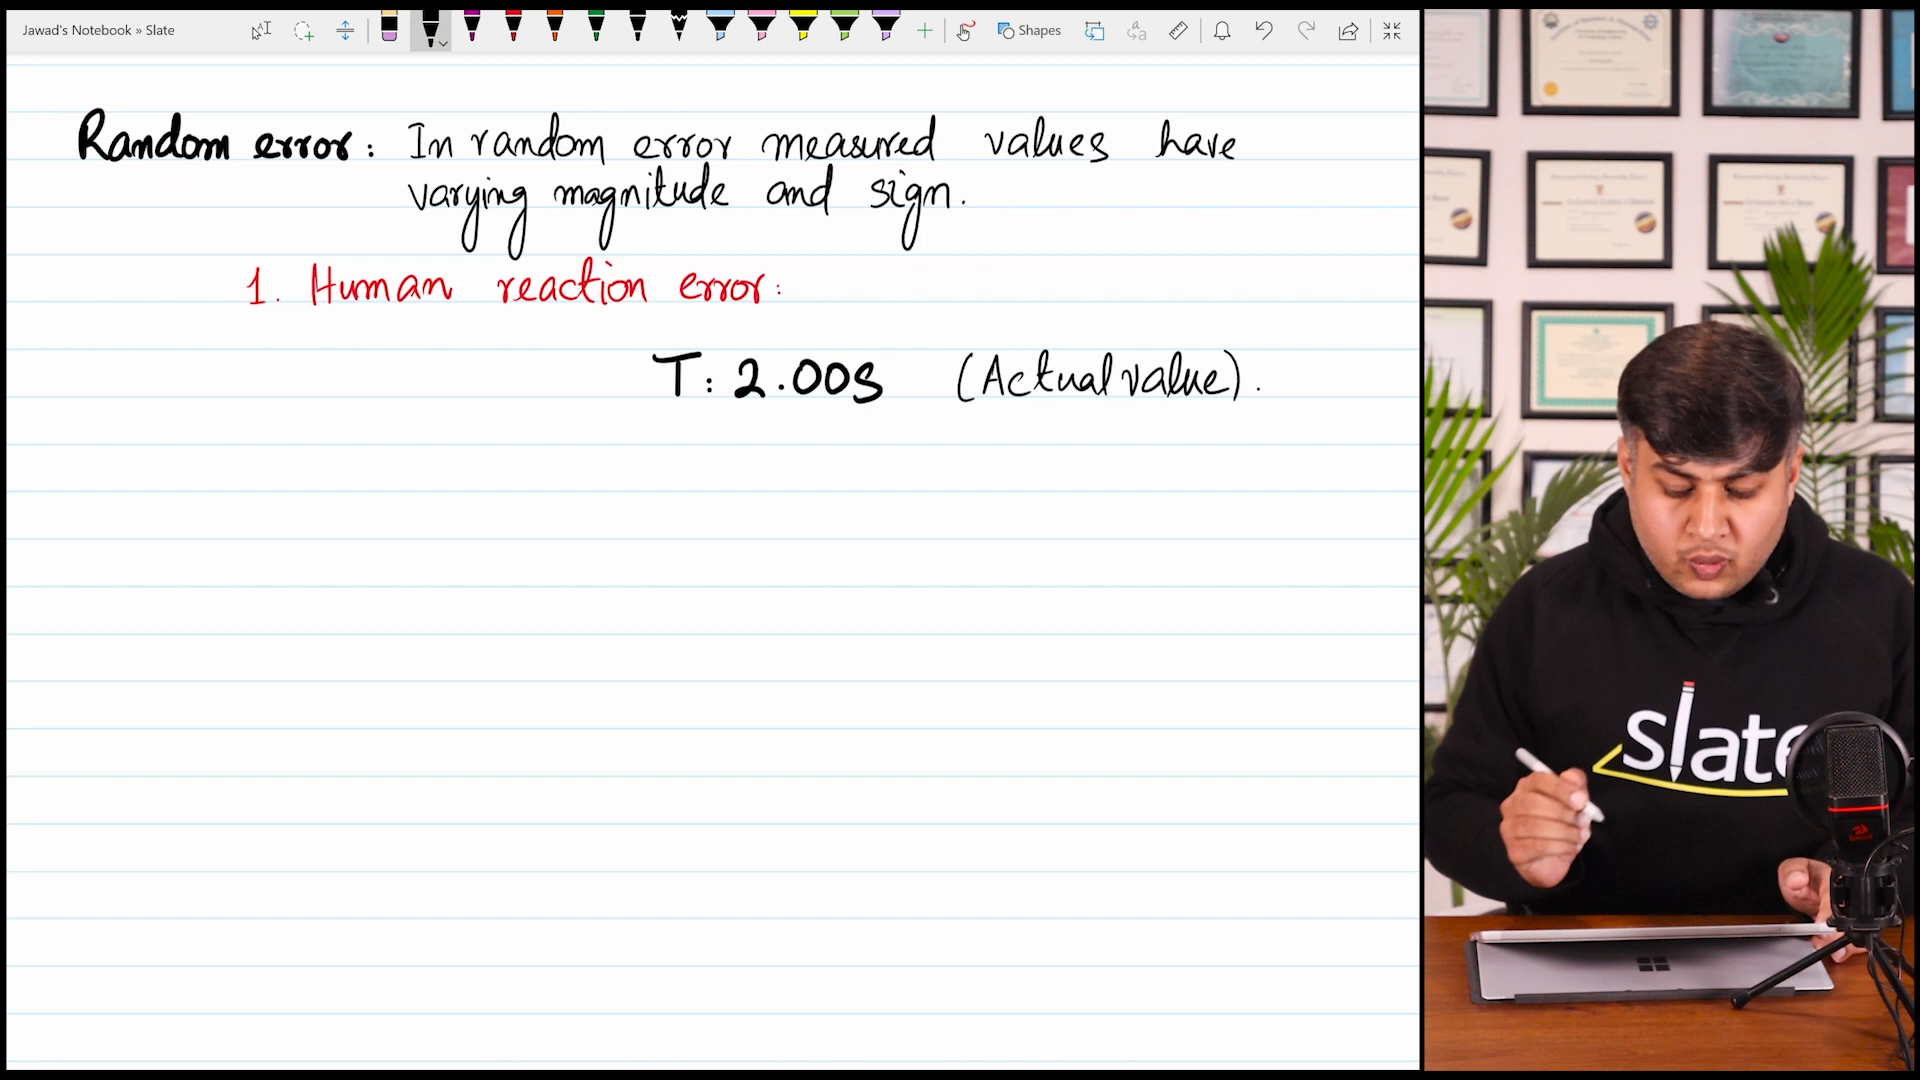 Jawad's Notebook » Slate
Shapes
Random error: In random error measured values have
varying magnitude and sign.
1. Human reaction error:
T: 2.00s (Actual value).
slate